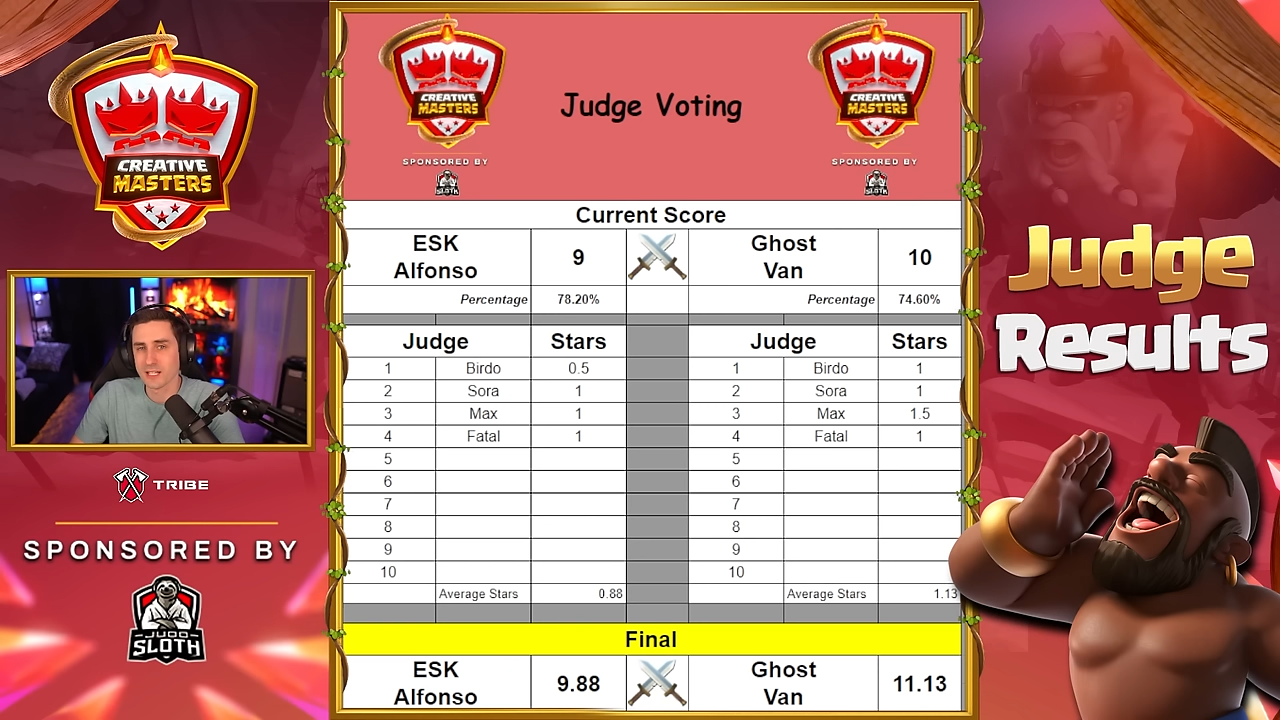 CREATIVE
MASTERS
TRIBE
SPONSORED BY
JUDO
SLOTH
CREATIVE
MASTERS
SPONSORED BY
SLOTH
Judge Voting
CREATIVE
MASTERS
SPONSORED BY
SLOTH
Current Score
ESK Alfonso 9 Ghost Van 10
Percentage 78.20% Percentage 74.60%
Judge Stars Judge Stars
1 Birdo 0.5 1 Birdo 1
2 Sora 1 2 Sora 1
3 Max 1 3 Max 1.5
4 Fatal 1 4 Fatal 1
5 5
6 6
7 7
8 8
9 9
10 10
Average Stars 0.88 Average Stars 1.13
Final
ESK Alfonso 9.88 Ghost Van 11.13
Judge
Results